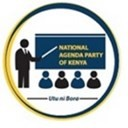 NATIONAL
AGENDA PARTY
OF KENYA
Utu ni Bora